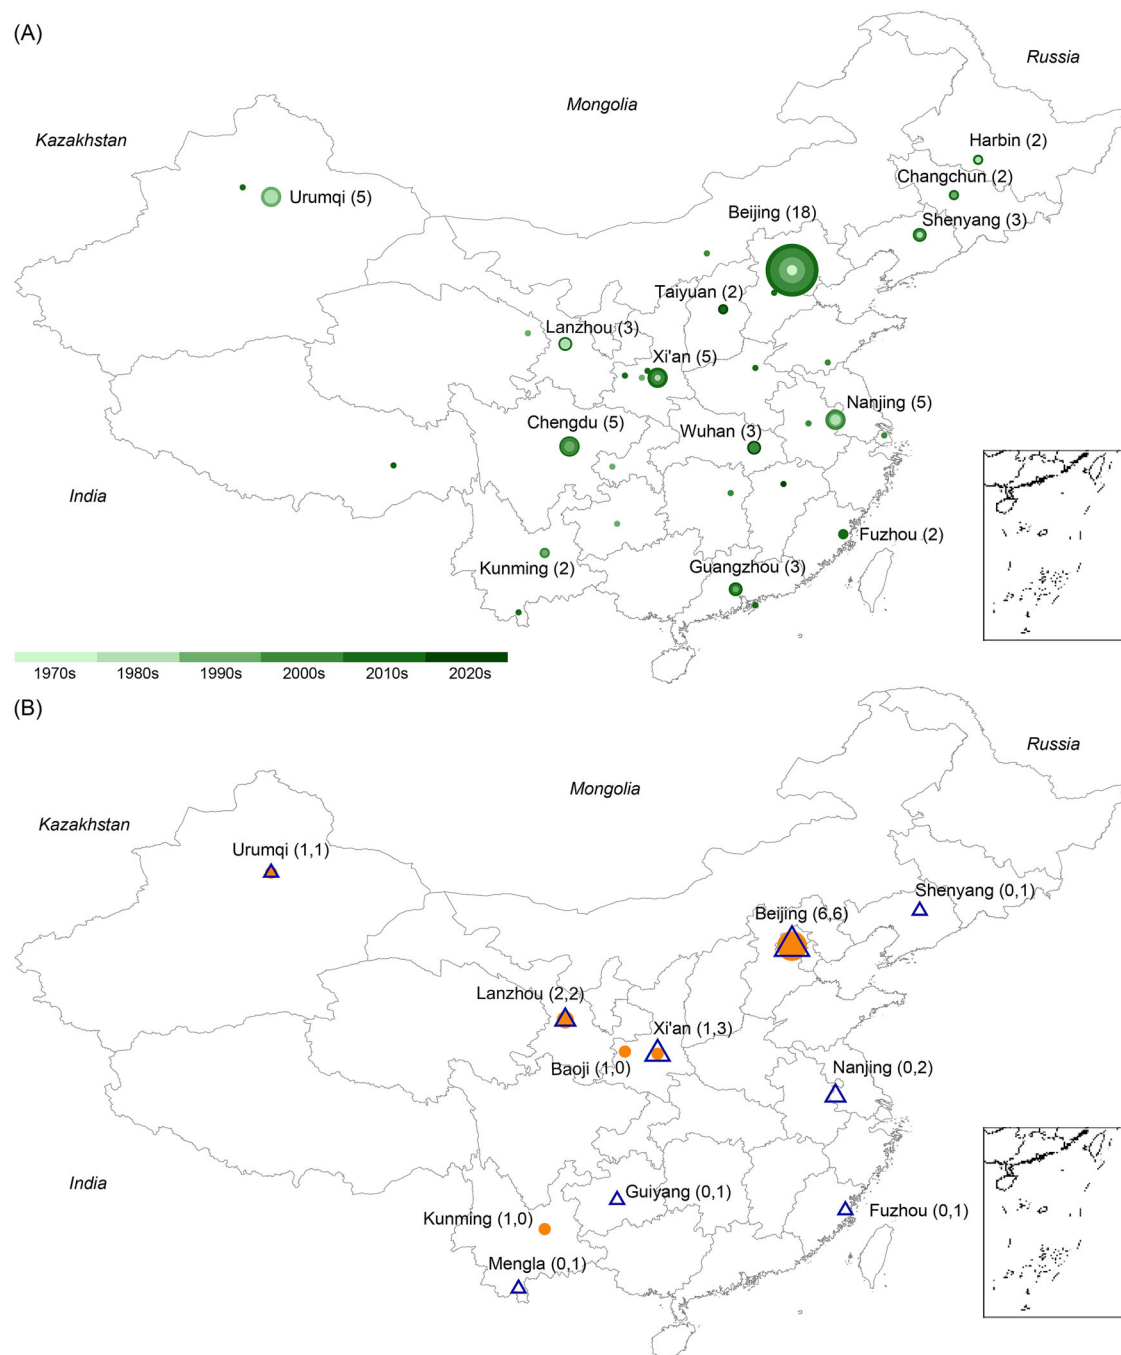 (A)
Russia
Mongolia
Kazakhstan
Harbin (2)
Changchun (2)
Urumqi (5)
Beijing (18)
Shenyang (3)
Taiyuan (2)
Lanzhou (3)
Xi'an (5)
Nanjing (5)
Chengdu (5)
Wuhan (3)
India
Fuzhou (2)
Kunming (2)
Guangzhou (3)
1970s
1980s
1990s
2000s
2010s
2020s
(B)
Russia
Mongolia
Kazakhstan
Urumqi (1,1)
Shenyang (0,1)
Beijing (6,6)
Lanzhou (2,2)
Xi'an (1,3)
Baoji (1,0)
Nanjing (0,2)
India
Guiyang (0,1)
Fuzhou (0,1)
Kunming (1,0)
Mengla (0,1)